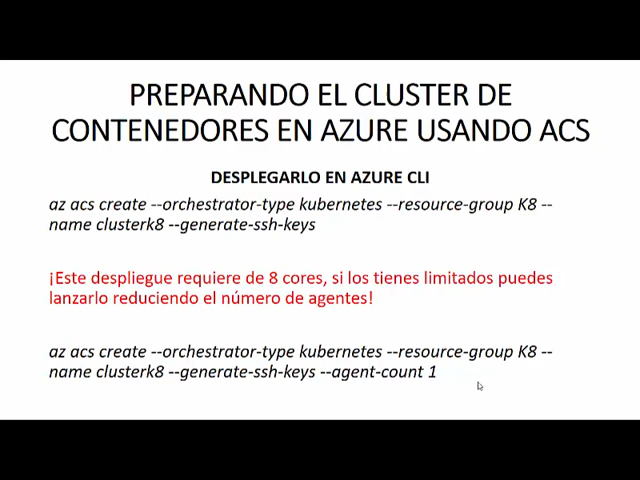 PREPARANDO EL CLUSTER DE
CONTENEDORES EN AZURE USANDO ACS
DESPLEGARLO EN AZURE CLI
az acs create --orchestrator-type kubernetes --resource-group K8 --
name clusterk8 --generate-ssh-keys
¡Este despliegue requiere de 8 cores, si los tienes limitados puedes
lanzarlo reduciendo el número de agentes!
az acs create --orchestrator-type kubernetes --resource-group K8 --
name clusterk8 --generate-ssh-keys --agent-count 1